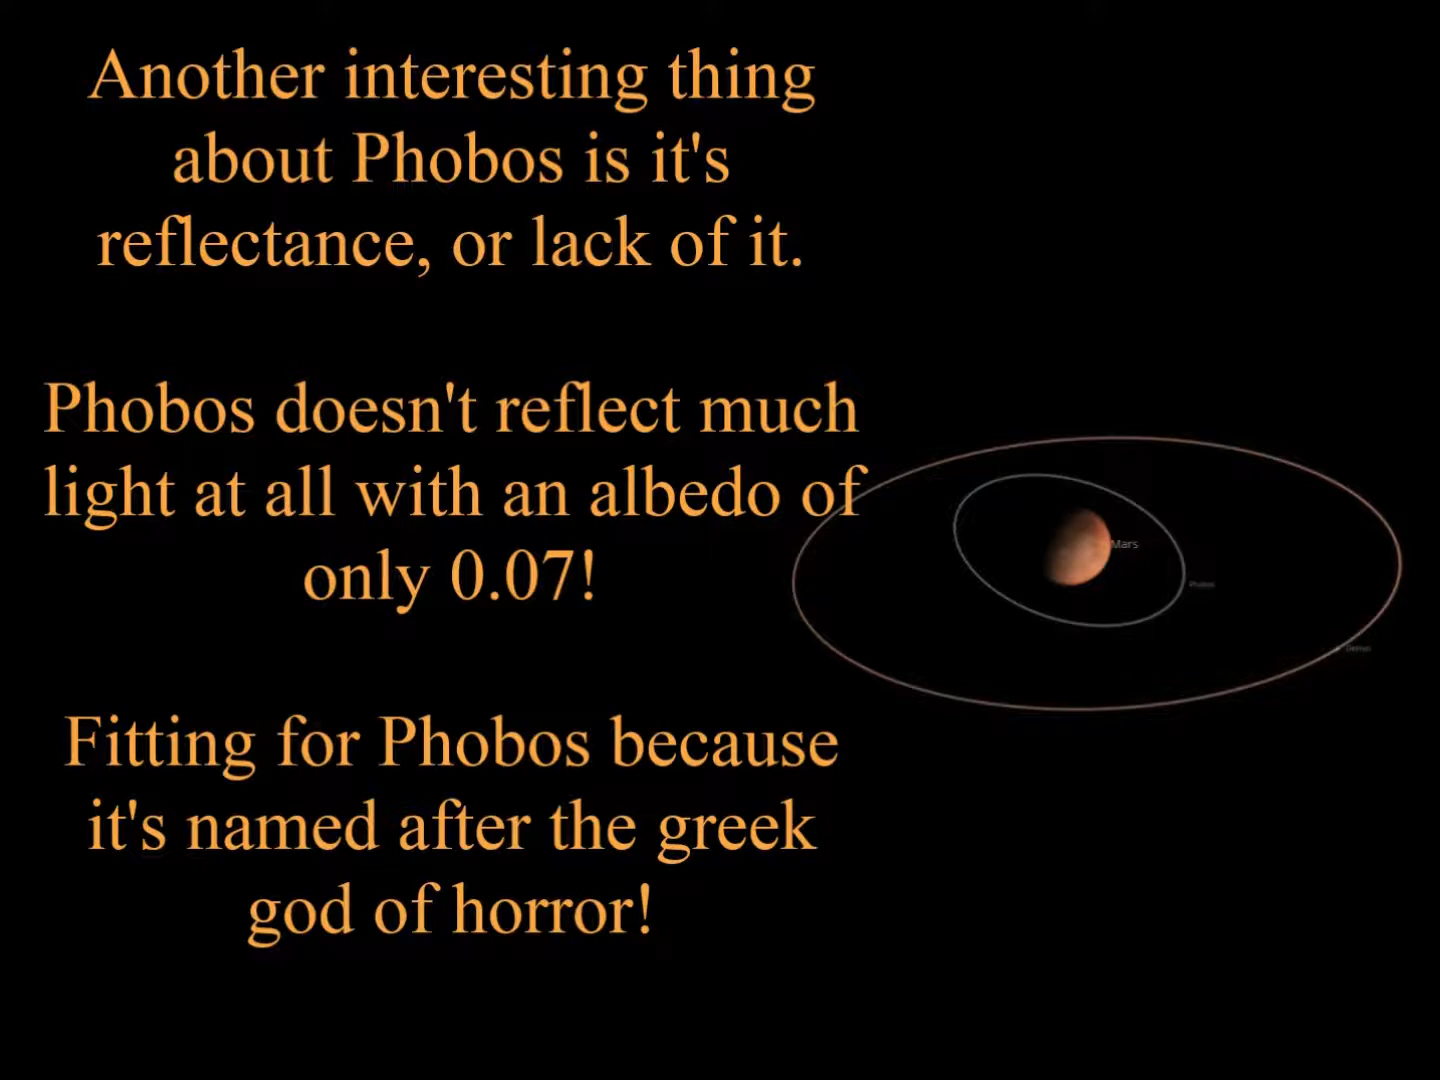 Another interesting thing
about Phobos is it's
reflectance, or lack of it.
Phobos doesn't reflect much
light at all with an albedo of
only 0.07!
Fitting for Phobos because
it's named after the greek
god of horror!
Mars
Phobos
Deimos